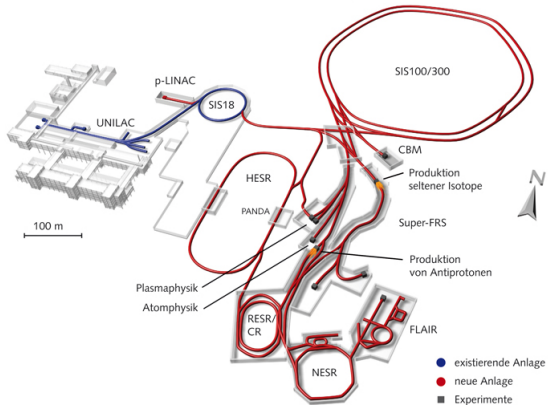 p-LINAC
SIS18
UNILAC
SIS100/300
CBM
Produktion
seltener Isotope
N
HESR
PANDA
100 m
Super-FRS
Plasmaphysik
Atomphysik
Produktion
von Antiprotonen
RESR/
CR
FLAIR
NESR
existierende Anlage
neue Anlage
Experimente